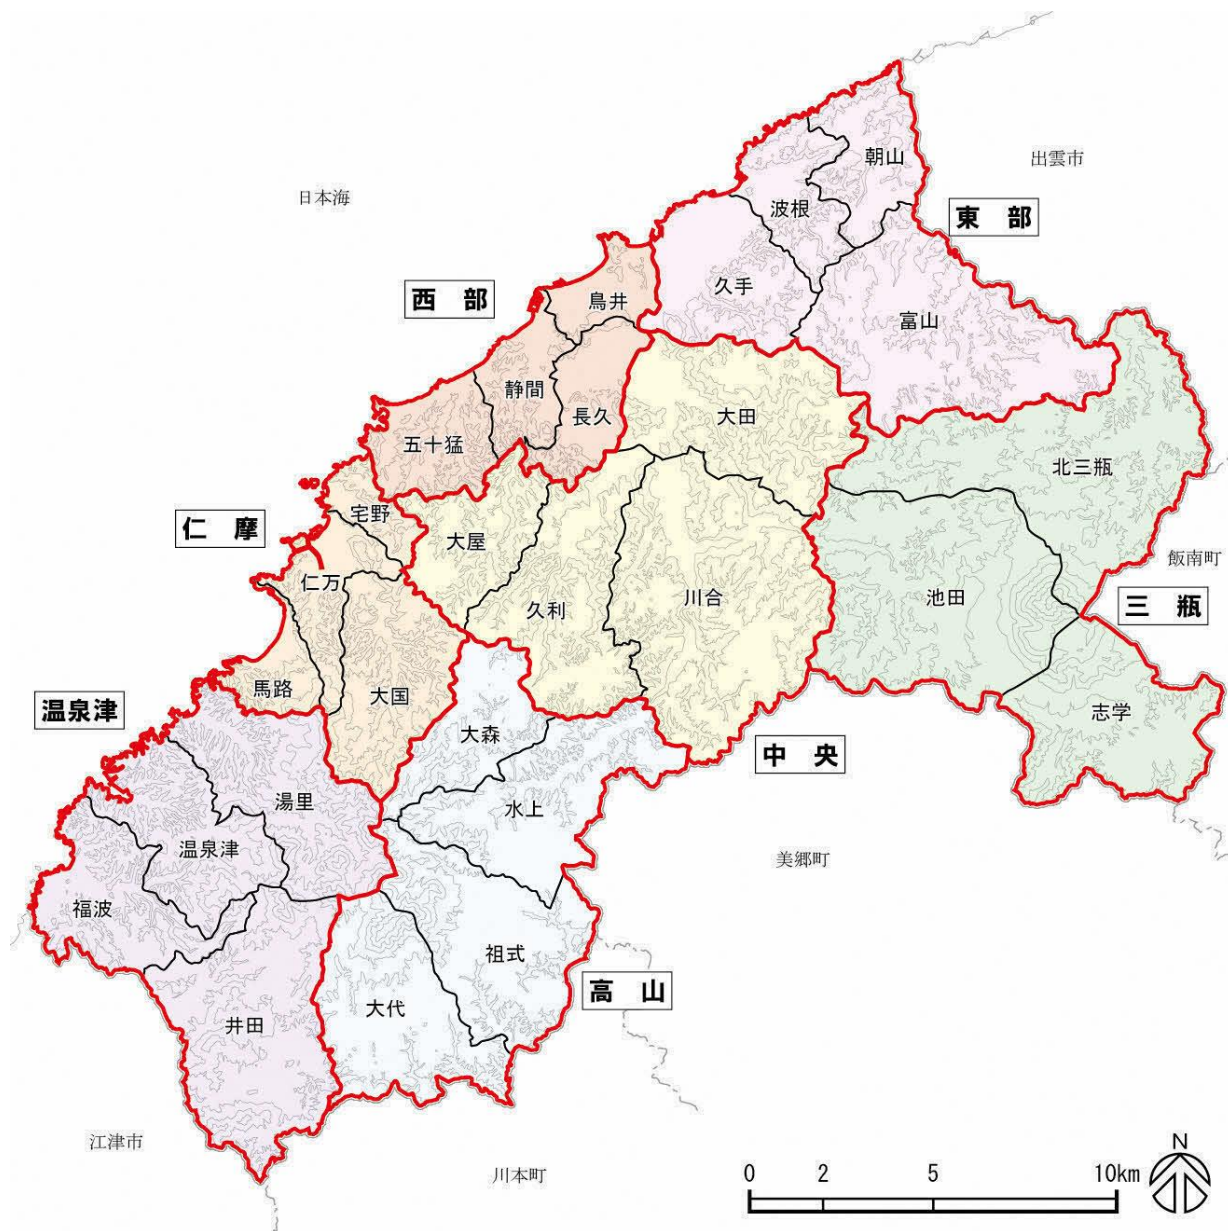 朝山
出雲市
日本海
波根
東　部
久手
西　部
鳥井
富山
静間
長久
大田
五十猛
北三瓶
宅野
仁　摩
大屋
飯南町
仁万
久利
川合
池田
三　瓶
馬路
大国
温泉津
志学
大森
中　央
湯里
水上
温泉津
美郷町
福波
祖式
高　山
大代
井田
江津市
川本町
N
0 2 5 10km